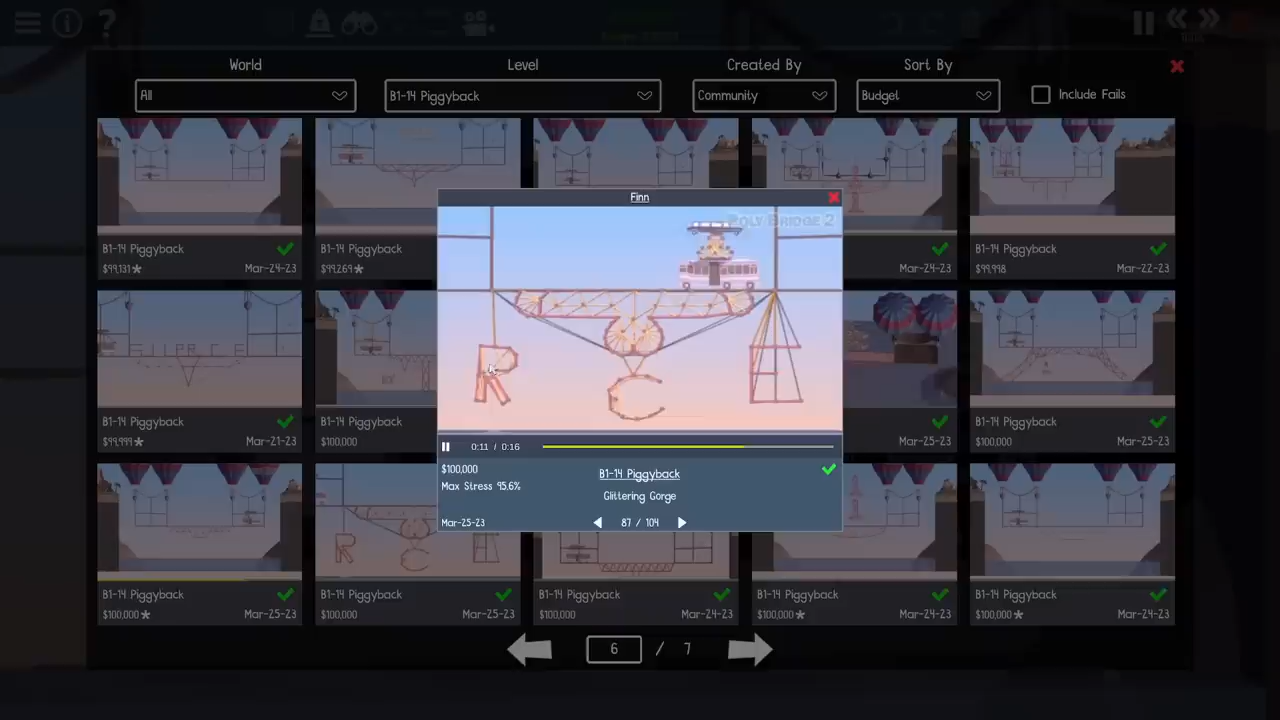 World
Level
Created By
Sort By
All
B1-14 Piggyback
Community
Budget
Include Fails
B1-14 Piggyback
$99,131*
Mar-24-23
B1-14 Piggyback
$99,269*
Mar-24-23
B1-14 Piggyback
$99,998
Mar-22-23
Finn
POLY BRIDGE 2
R C E
0:11 / 0:16
$100,000
Max Stress 95.6%
B1-14 Piggyback
Glittering Gorge
Mar-25-23
87 / 104
B1-14 Piggyback
$99,999*
Mar-21-23
B1-14 Piggyback
$100,000
Mar-25-23
B1-14 Piggyback
$100,000
Mar-25-23
B1-14 Piggyback
$100,000*
Mar-25-23
R C E
B1-14 Piggyback
$100,000
Mar-25-23
B1-14 Piggyback
$100,000
Mar-24-23
B1-14 Piggyback
$100,000*
Mar-24-23
B1-14 Piggyback
$100,000*
Mar-24-23
6 / 7